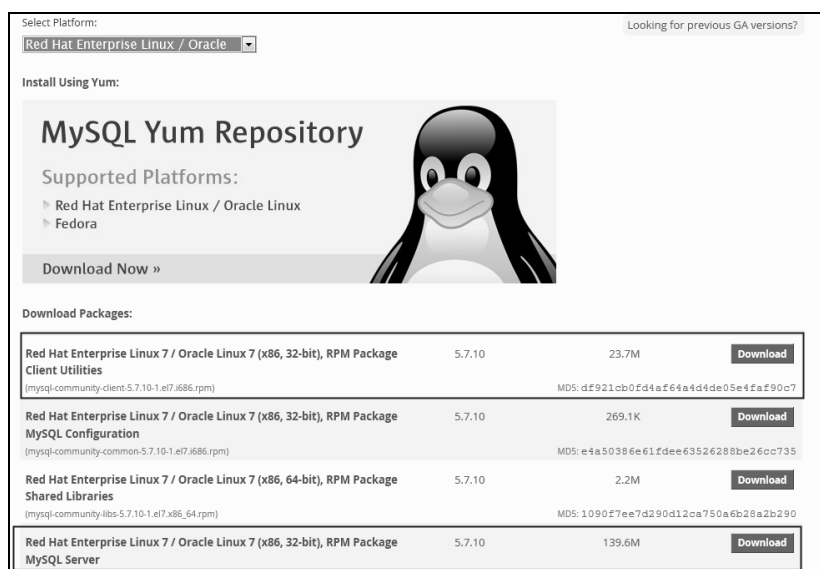 Select Platform:
Looking for previous GA versions?
Red Hat Enterprise Linux / Oracle
Install Using Yum:
MySQL Yum Repository
Supported Platforms:
Red Hat Enterprise Linux / Oracle Linux
Fedora
Download Now »
Download Packages:
Red Hat Enterprise Linux 7 / Oracle Linux 7 (x86, 32-bit), RPM Package 5.7.10 23.7M Download
Client Utilities
(mysql-community-client-5.7.10-1.el7.i686.rpm) MD5: df921cb0fd4af64a4d4de05e4faf90c7
Red Hat Enterprise Linux 7 / Oracle Linux 7 (x86, 32-bit), RPM Package 5.7.10 269.1K Download
MySQL Configuration
(mysql-community-common-5.7.10-1.el7.i686.rpm) MD5: e4a50386e61fdee63526288be26cc735
Red Hat Enterprise Linux 7 / Oracle Linux 7 (x86, 64-bit), RPM Package 5.7.10 2.2M Download
Shared Libraries
(mysql-community-libs-5.7.10-1.el7.x86_64.rpm) MD5: 1090f7ee7d290d12ca750a6b28a2b290
Red Hat Enterprise Linux 7 / Oracle Linux 7 (x86, 32-bit), RPM Package 5.7.10 139.6M Download
MySQL Server